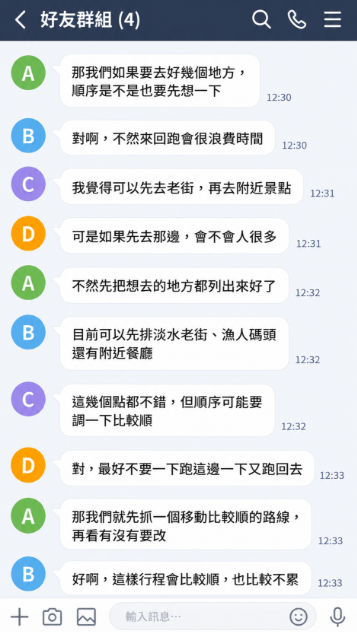 好友群組 (4)
A
那我們如果要去好幾個地方，
順序是不是也要先想一下
12:30
B
對啊，不然來回跑會很浪費時間
12:30
C
我覺得可以先去老街，再去附近景點
12:31
D
可是如果先去那邊，會不會人很多
12:31
A
不然先把想去的地方都列出來好了
12:32
B
目前可以先排淡水老街、漁人碼頭
還有附近餐廳
12:32
C
這幾個點都不錯，但順序可能要
調一下比較順
12:32
D
對，最好不要一下跑這邊一下又跑回去
12:33
A
那我們就先抓一個移動比較順的路線，
再看有沒有要改
12:33
B
好啊，這樣行程會比較順，也比較不累
12:33
輸入訊息…